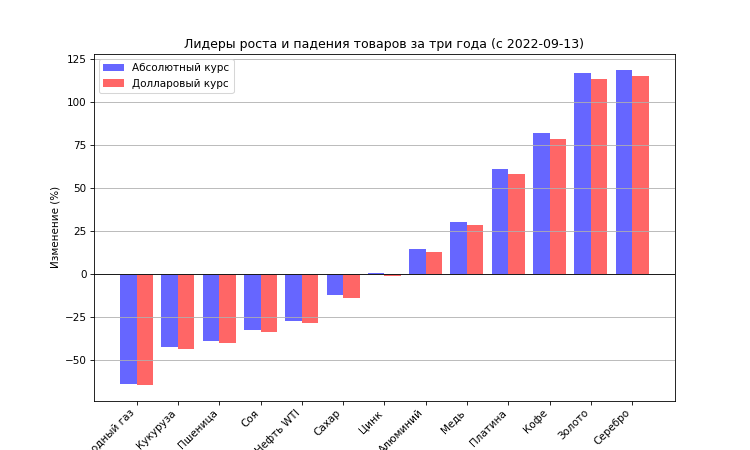 Лидеры роста и падения товаров за три года (с 2022-09-13)
Абсолютный курс
Долларовый курс
Изменение (%)
125
100
75
50
25
0
−25
−50
одный газ
Кукуруза
Пшеница
Соя
Нефть WTI
Сахар
Цинк
Алюминий
Медь
Платина
Кофе
Золото
Серебро